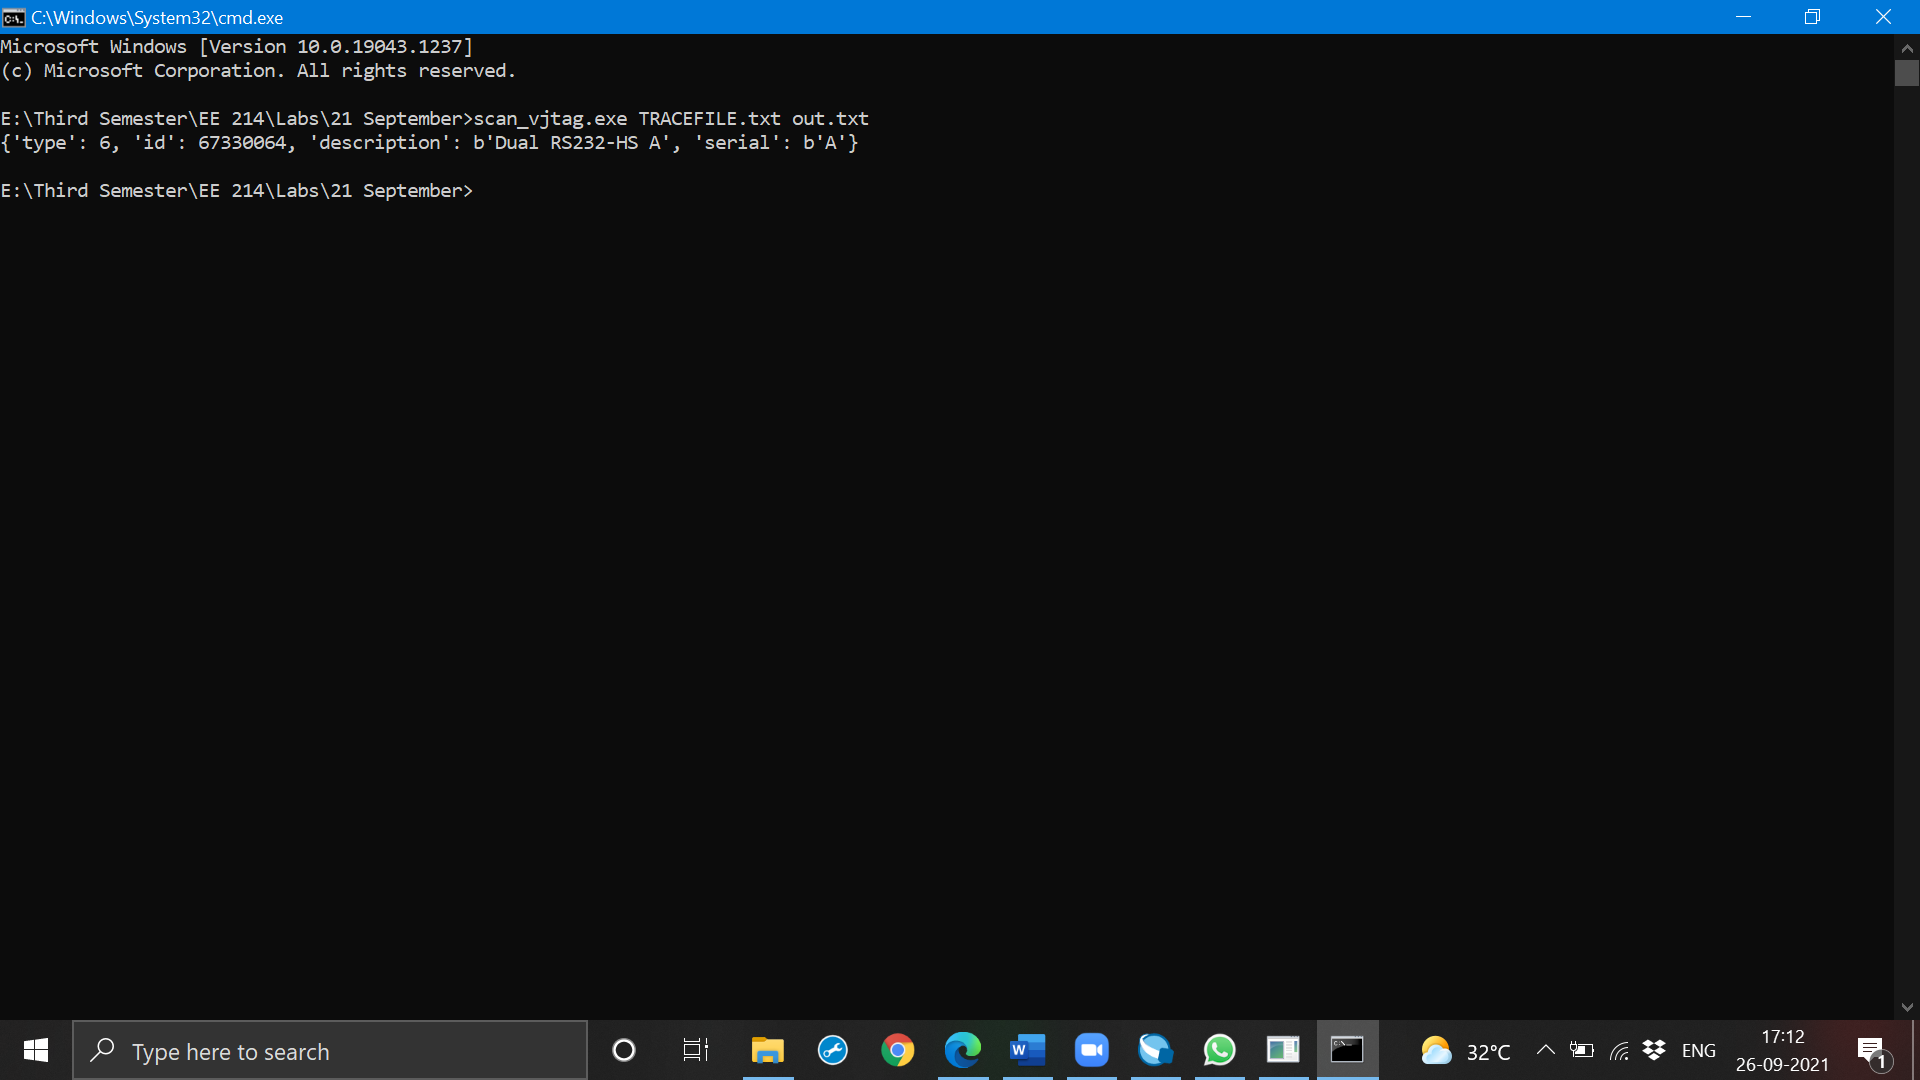 C:\Windows\System32\cmd.exe
Microsoft Windows [Version 10.0.19043.1237]
(c) Microsoft Corporation. All rights reserved.
E:\Third Semester\EE 214\Labs\21 September>scan_vjtag.exe TRACEFILE.txt out.txt
{'type': 6, 'id': 67330064, 'description': b'Dual RS232-HS A', 'serial': b'A'}
E:\Third Semester\EE 214\Labs\21 September>
Type here to search
32°C
ENG
17:12
26-09-2021
1